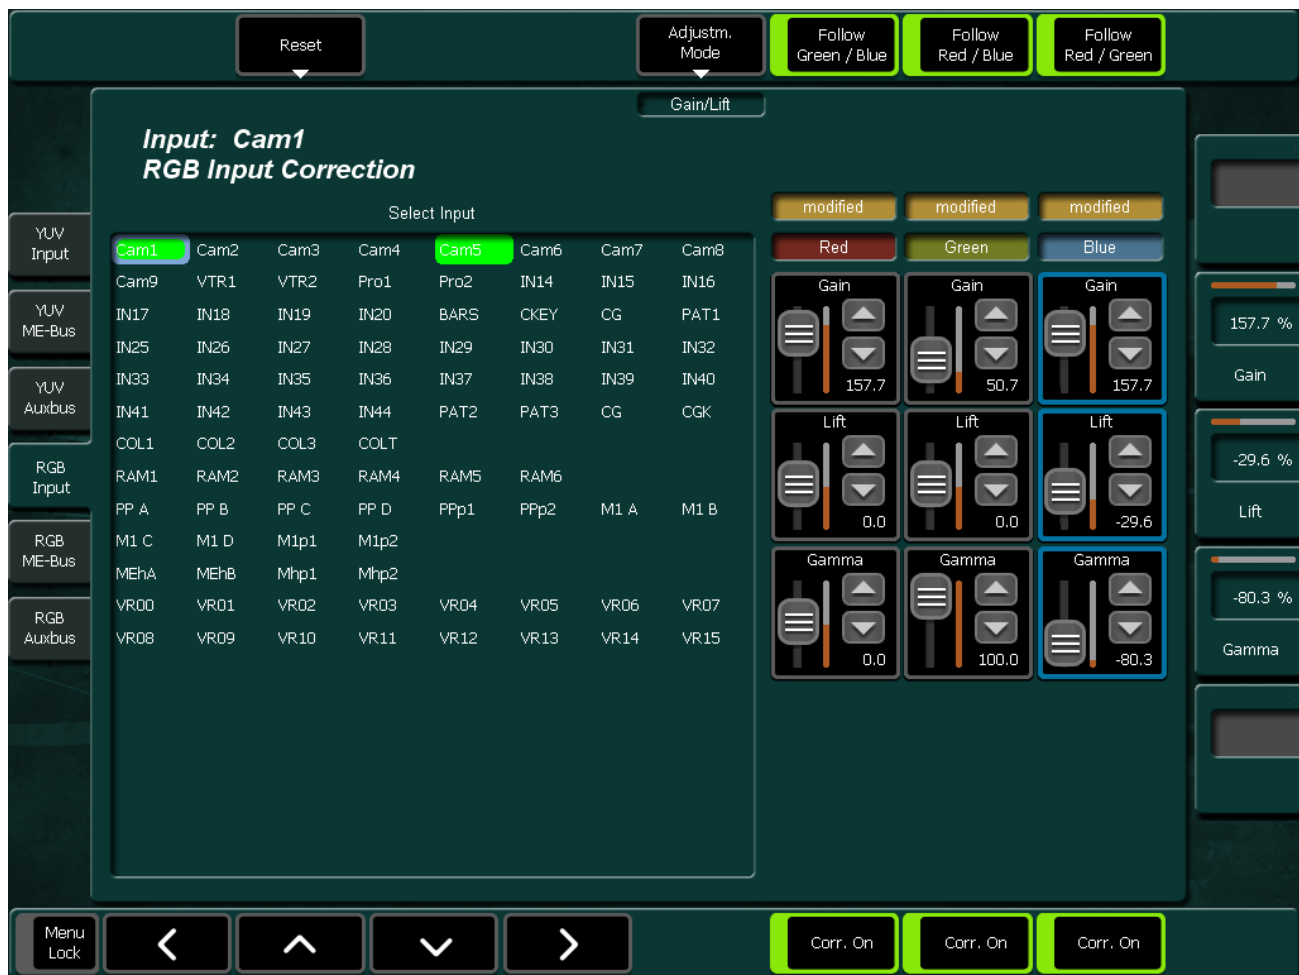 Reset
Adjustm.
Mode
Follow
Green / Blue
Follow
Red / Blue
Follow
Red / Green
Gain/Lift
Input: Cam1
RGB Input Correction
Select Input
modified modified modified
Red Green Blue
YUV
Input
YUV
ME-Bus
YUV
Auxbus
RGB
Input
RGB
ME-Bus
RGB
Auxbus
Cam1 Cam2 Cam3 Cam4 Cam5 Cam6 Cam7 Cam8
Cam9 VTR1 VTR2 Pro1 Pro2 IN14 IN15 IN16
IN17 IN18 IN19 IN20 BARS CKEY CG PAT1
IN25 IN26 IN27 IN28 IN29 IN30 IN31 IN32
IN33 IN34 IN35 IN36 IN37 IN38 IN39 IN40
IN41 IN42 IN43 IN44 PAT2 PAT3 CG CGK
COL1 COL2 COL3 COLT
RAM1 RAM2 RAM3 RAM4 RAM5 RAM6
PP A PP B PP C PP D PPp1 PPp2 M1 A M1 B
M1 C M1 D M1p1 M1p2
MEhA MEhB Mhp1 Mhp2
VR00 VR01 VR02 VR03 VR04 VR05 VR06 VR07
VR08 VR09 VR10 VR11 VR12 VR13 VR14 VR15
Gain Gain Gain
157.7 50.7 157.7
Lift Lift Lift
0.0 0.0 -29.6
Gamma Gamma Gamma
0.0 100.0 -80.3
157.7 %
Gain
-29.6 %
Lift
-80.3 %
Gamma
Menu
Lock
Corr. On Corr. On Corr. On